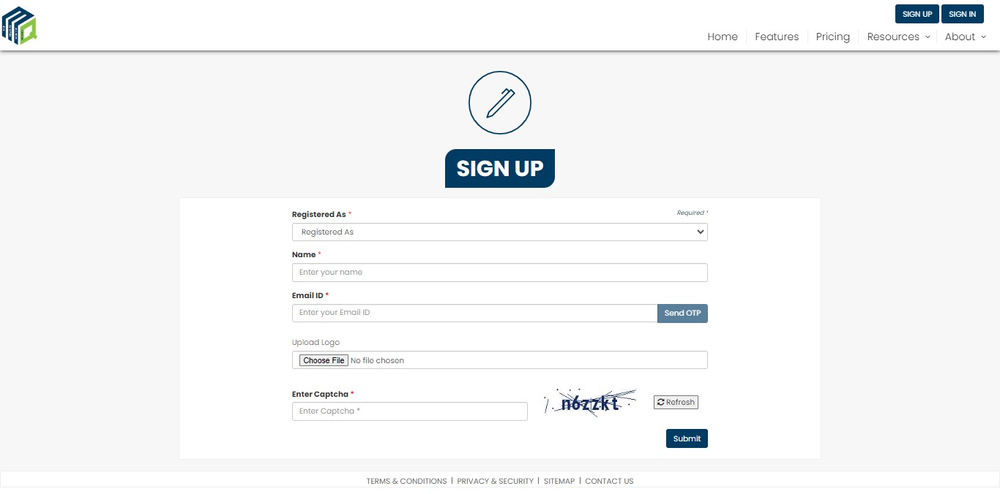 SIGN UP SIGN IN
Home Features Pricing Resources About
SIGN UP
Registered As * Required *
Registered As
Name *
Enter your name
Email ID *
Enter your Email ID Send OTP
Upload Logo
Choose File No file chosen
Enter Captcha *
n6zzkt Refresh
Enter Captcha *
Submit
TERMS & CONDITIONS | PRIVACY & SECURITY | SITEMAP | CONTACT US